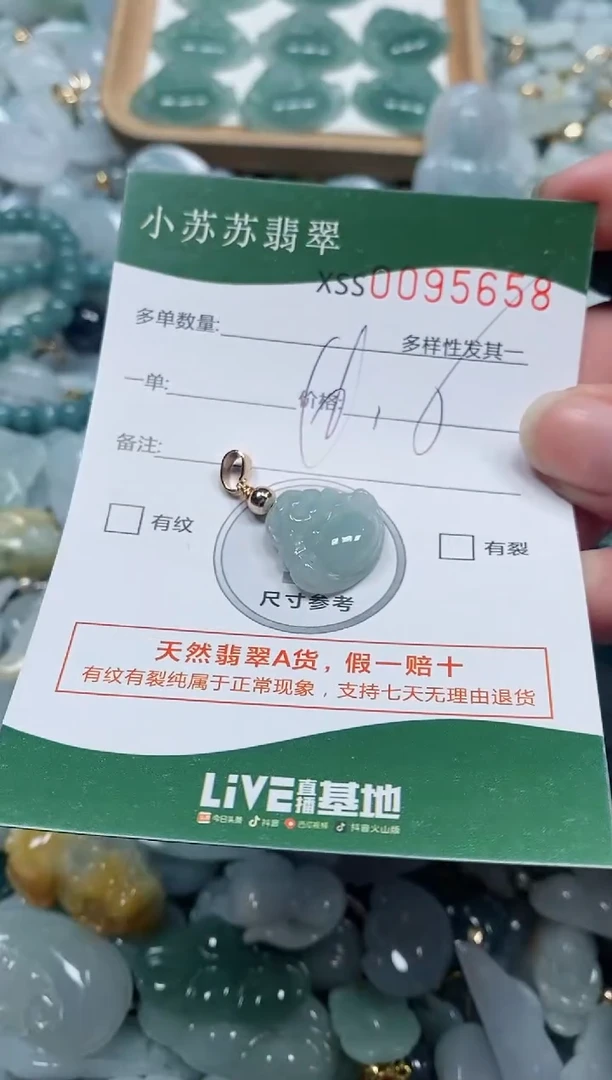 小苏苏翡翠
XSS0095658
多单数量:
多样性发其一
一单:
价格:
备注:
有纹
有裂
尺寸参考
天然翡翠A货，假一赔十
有纹有裂纯属于正常现象，支持七天无理由退货
LiVE直播基地
今日头条 抖音 西瓜视频 抖音火山版